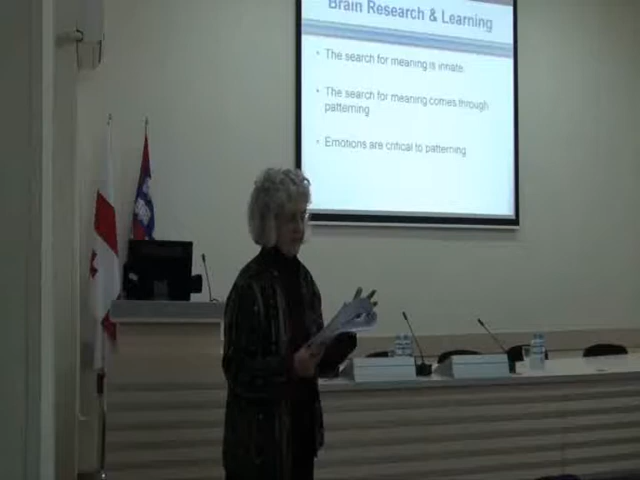 Brain Research & Learning
The search for meaning is innate.
The search for meaning comes through
patterning
Emotions are critical to patterning